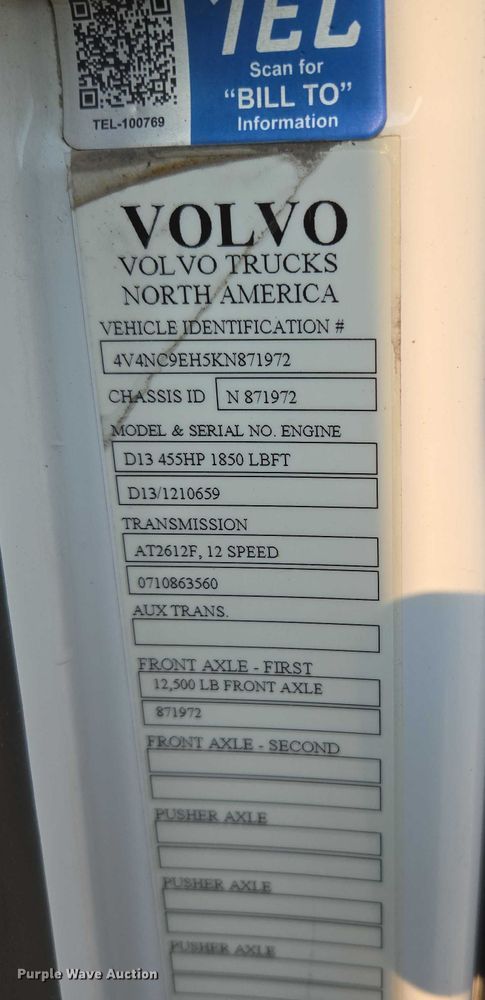 TEL
Scan for
"BILL TO"
Information
TEL-100769
VOLVO
VOLVO TRUCKS
NORTH AMERICA
VEHICLE IDENTIFICATION #
4V4NC9EH5KN871972
CHASSIS ID N 871972
MODEL & SERIAL NO. ENGINE
D13 455HP 1850 LBFT
D13/1210659
TRANSMISSION
AT2612F, 12 SPEED
0710863560
AUX TRANS.
FRONT AXLE - FIRST
12,500 LB FRONT AXLE
871972
FRONT AXLE - SECOND
PUSHER AXLE
PUSHER AXLE
PUSHER AXLE
Purple Wave Auction